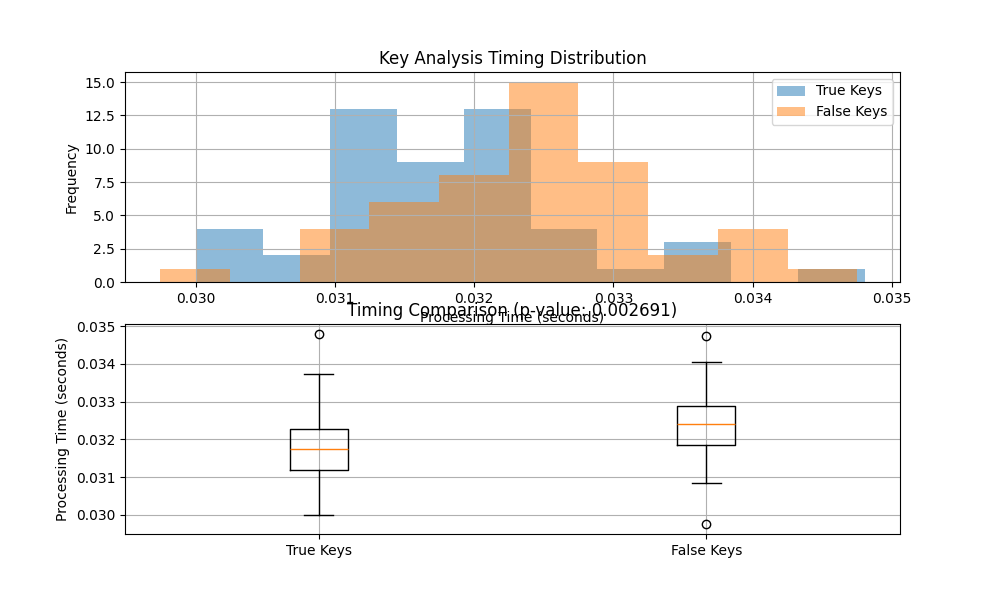 Key Analysis Timing Distribution
True Keys
False Keys
Frequency
15.0
12.5
10.0
7.5
5.0
2.5
0.0
0.030 0.031 0.032 0.033 0.034 0.035
Processing Time (seconds)
Timing Comparison (p-value: 0.002691)
Processing Time (seconds)
0.035
0.034
0.033
0.032
0.031
0.030
True Keys False Keys